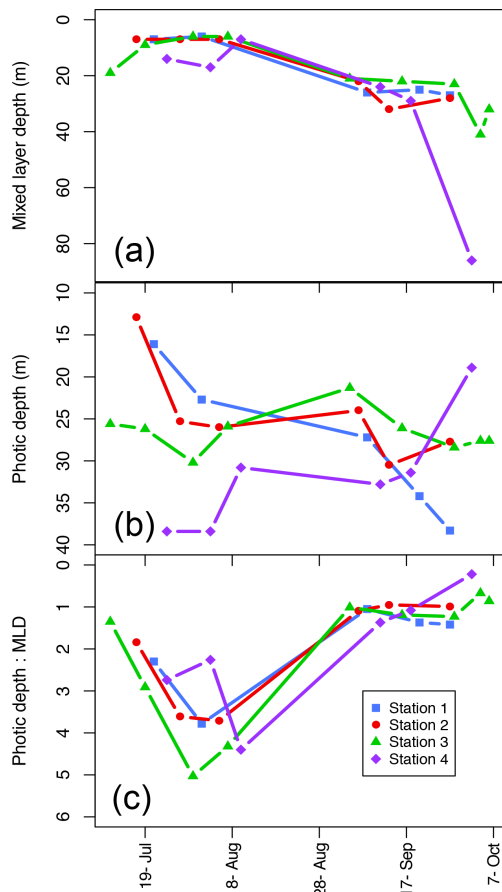 Mixed layer depth (m)
0
20
40
60
80
(a)
Photic depth (m)
10
15
20
25
30
35
40
(b)
Photic depth : MLD
0
1
2
3
4
5
6
(c)
Station 1
Station 2
Station 3
Station 4
19- Jul
8- Aug
28- Aug
17- Sep
7- Oct